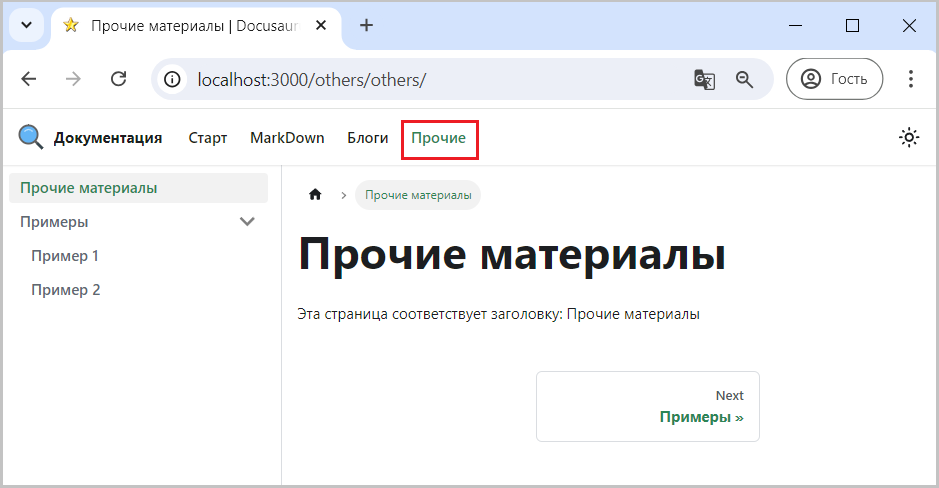 Прочие материалы | Docusaur
localhost:3000/others/others/
Гость
Документация Старт MarkDown Блоги Прочие
Прочие материалы
Примеры
Пример 1
Пример 2
Прочие материалы
Прочие материалы
Эта страница соответствует заголовку: Прочие материалы
Next
Примеры »